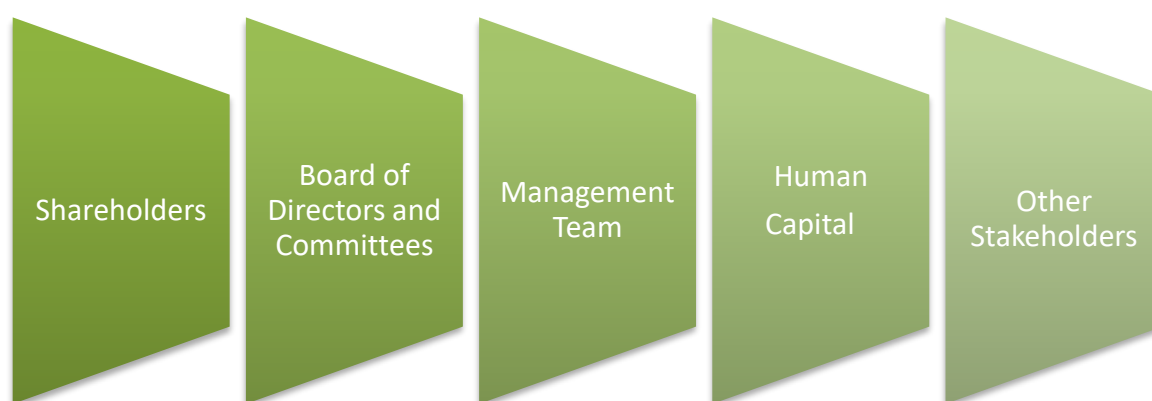 Shareholders
Board of
Directors and
Committees
Management
Team
Human
Capital
Other
Stakeholders